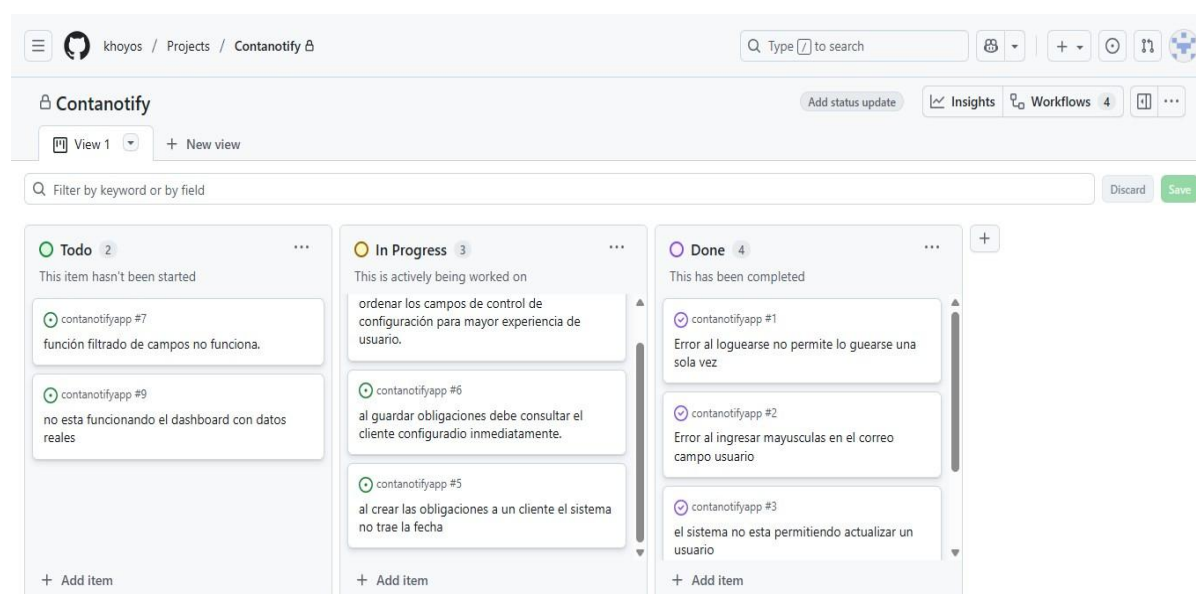 khoyos / Projects / Contanotify
Type / to search
Contanotify
Add status update
Insights
Workflows 4
View 1
+ New view
Filter by keyword or by field
Discard
Save
Todo 2
This item hasn't been started
contanotifyapp #7
función filtrado de campos no funciona.
contanotifyapp #9
no esta funcionando el dashboard con datos
reales
+ Add item
In Progress 3
This is actively being worked on
ordenar los campos de control de
configuración para mayor experiencia de
usuario.
contanotifyapp #6
al guardar obligaciones debe consultar el
cliente configuradio inmediatamente.
contanotifyapp #5
al crear las obligaciones a un cliente el sistema
no trae la fecha
+ Add item
Done 4
This has been completed
contanotifyapp #1
Error al loguearse no permite lo guearse una
sola vez
contanotifyapp #2
Error al ingresar mayusculas en el correo
campo usuario
contanotifyapp #3
el sistema no esta permitiendo actualizar un
usuario
+ Add item